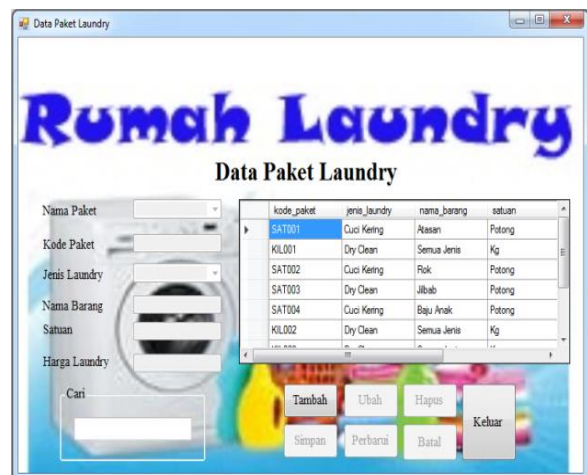 Data Paket Laundry
Rumah Laundry
Data Paket Laundry
Nama Paket
Kode Paket
Jenis Laundry
Nama Barang
Satuan
Harga Laundry
Cari
kode_paket jenis_laundry nama_barang satuan
SAT001 Cuci Kering Atasan Potong
KIL001 Dry Clean Semua Jenis Kg
SAT002 Cuci Kering Rok Potong
SAT003 Dry Clean Jilbab Potong
SAT004 Cuci Kering Baju Anak Potong
KIL002 Dry Clean Semua Jenis Kg
Tambah Ubah Hapus Keluar
Simpan Perbarui Batal